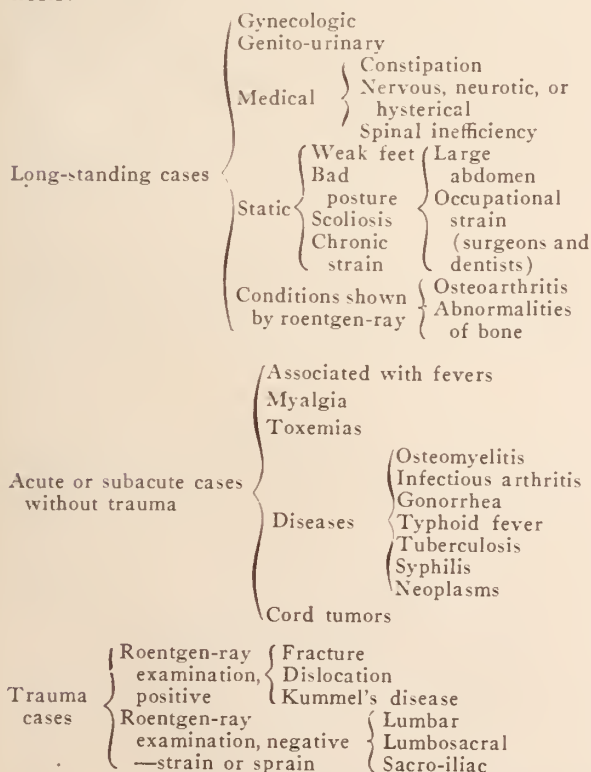 Gynecologic
Genito-urinary
Medical
Constipation
Nervous, neurotic, or
hysterical
Spinal inefficiency
Long-standing cases
Static
Weak feet
Bad
posture
Scoliosis
Chronic
strain
Large
abdomen
Occupational
strain
(surgeons and
dentists)
Conditions shown
by roentgen-ray
Osteoarthritis
Abnormalities
of bone
Acute or subacute cases
without trauma
Associated with fevers
Myalgia
Toxemias
Diseases
Osteomyelitis
Infectious arthritis
Gonorrhea
Typhoid fever
Tuberculosis
Syphilis
Neoplasms
Cord tumors
Trauma
cases
Roentgen-ray
examination,
positive
Fracture
Dislocation
Kummel's disease
Roentgen-ray
examination, negative
—strain or sprain
Lumbar
Lumbosacral
Sacro-iliac